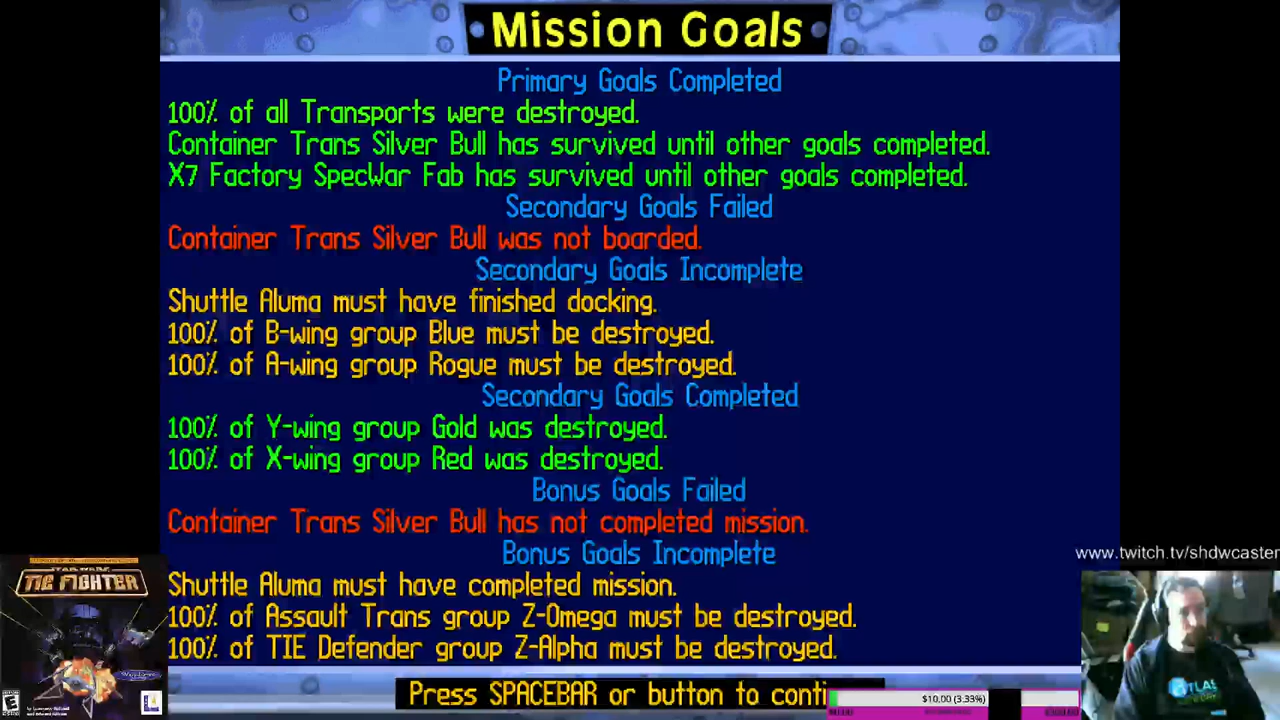 Mission Goals
Primary Goals Completed
100% of all Transports were destroyed.
Container Trans Silver Bull has survived until other goals completed.
X7 Factory SpecWar Fab has survived until other goals completed.
Secondary Goals Failed
Container Trans Silver Bull was not boarded.
Secondary Goals Incomplete
Shuttle Aluma must have finished docking.
100% of B-wing group Blue must be destroyed.
100% of A-wing group Rogue must be destroyed.
Secondary Goals Completed
100% of Y-wing group Gold was destroyed.
100% of X-wing group Red was destroyed.
Bonus Goals Failed
Container Trans Silver Bull has not completed mission.
Bonus Goals Incomplete
www.twitch.tv/shdwcaster
STAR WARS
TIE FIGHTER
Shuttle Aluma must have completed mission.
100% of Assault Trans group Z-Omega must be destroyed.
100% of TIE Defender group Z-Alpha must be destroyed.
Press SPACEBAR or button to conti
$10.00 (3.33%)